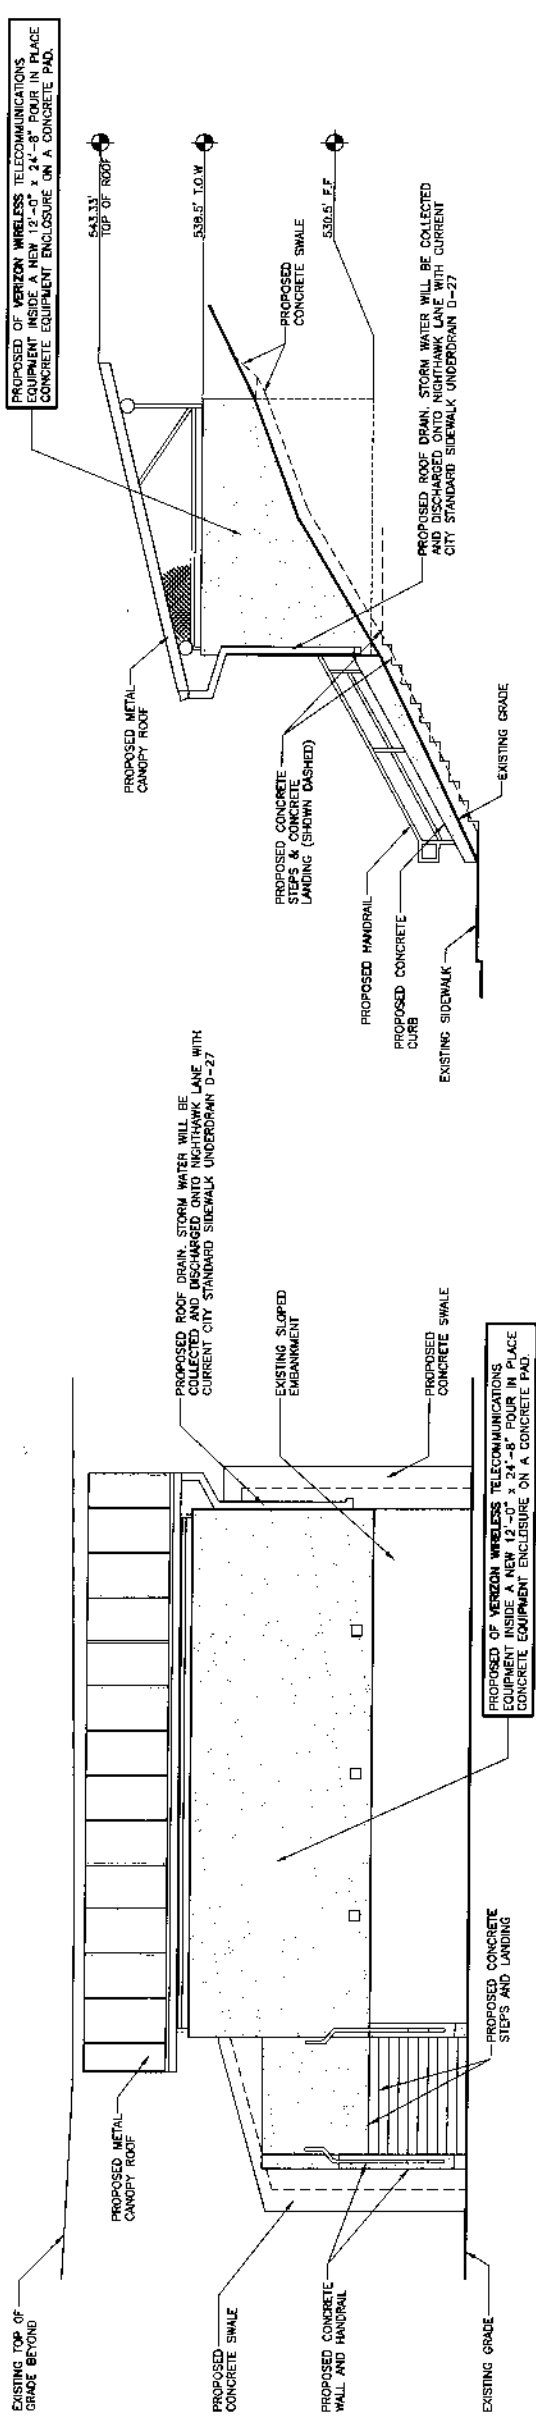 EXISTING TOP OF
GRADE BEYOND
PROPOSED METAL
CANOPY ROOF
PROPOSED
CONCRETE SWALE
PROPOSED CONCRETE
WALL AND HANDRAIL
EXISTING GRADE
PROPOSED CONCRETE
STEPS AND LANDING
PROPOSED OF VERIZON WIRELESS TELECOMMUNICATIONS
EQUIPMENT INSIDE A NEW 12'-0" x 24'-8" POUR IN PLACE
CONCRETE EQUIPMENT ENCLOSURE ON A CONCRETE PAD.
PROPOSED
CONCRETE SWALE
EXISTING SLOPED
EMBANKMENT
PROPOSED ROOF DRAIN. STORM WATER WILL BE
COLLECTED AND DISCHARGED ONTO NIGHTHAWK LANE WITH
CURRENT CITY STANDARD SIDEWALK UNDERDRAIN D-27
EXISTING SIDEWALK
PROPOSED CONCRETE
CURB
PROPOSED HANDRAIL
PROPOSED CONCRETE
STEPS & CONCRETE
LANDING (SHOWN DASHED)
PROPOSED METAL
CANOPY ROOF
EXISTING GRADE
PROPOSED ROOF DRAIN. STORM WATER WILL BE COLLECTED
AND DISCHARGED ONTO NIGHTHAWK LANE WITH CURRENT
CITY STANDARD SIDEWALK UNDERDRAIN D-27
PROPOSED
CONCRETE SWALE
543.33'
TOP OF ROOF
538.5' T.O.W
530.5' F.F
PROPOSED OF VERIZON WIRELESS TELECOMMUNICATIONS
EQUIPMENT INSIDE A NEW 12'-0" x 24'-8" POUR IN PLACE
CONCRETE EQUIPMENT ENCLOSURE ON A CONCRETE PAD.